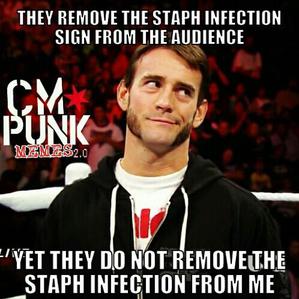 THEY REMOVE THE STAPH INFECTION
SIGN FROM THE AUDIENCE
CM
PUNK
MEMES 2.0
LIVE
YET THEY DO NOT REMOVE THE
STAPH INFECTION FROM ME